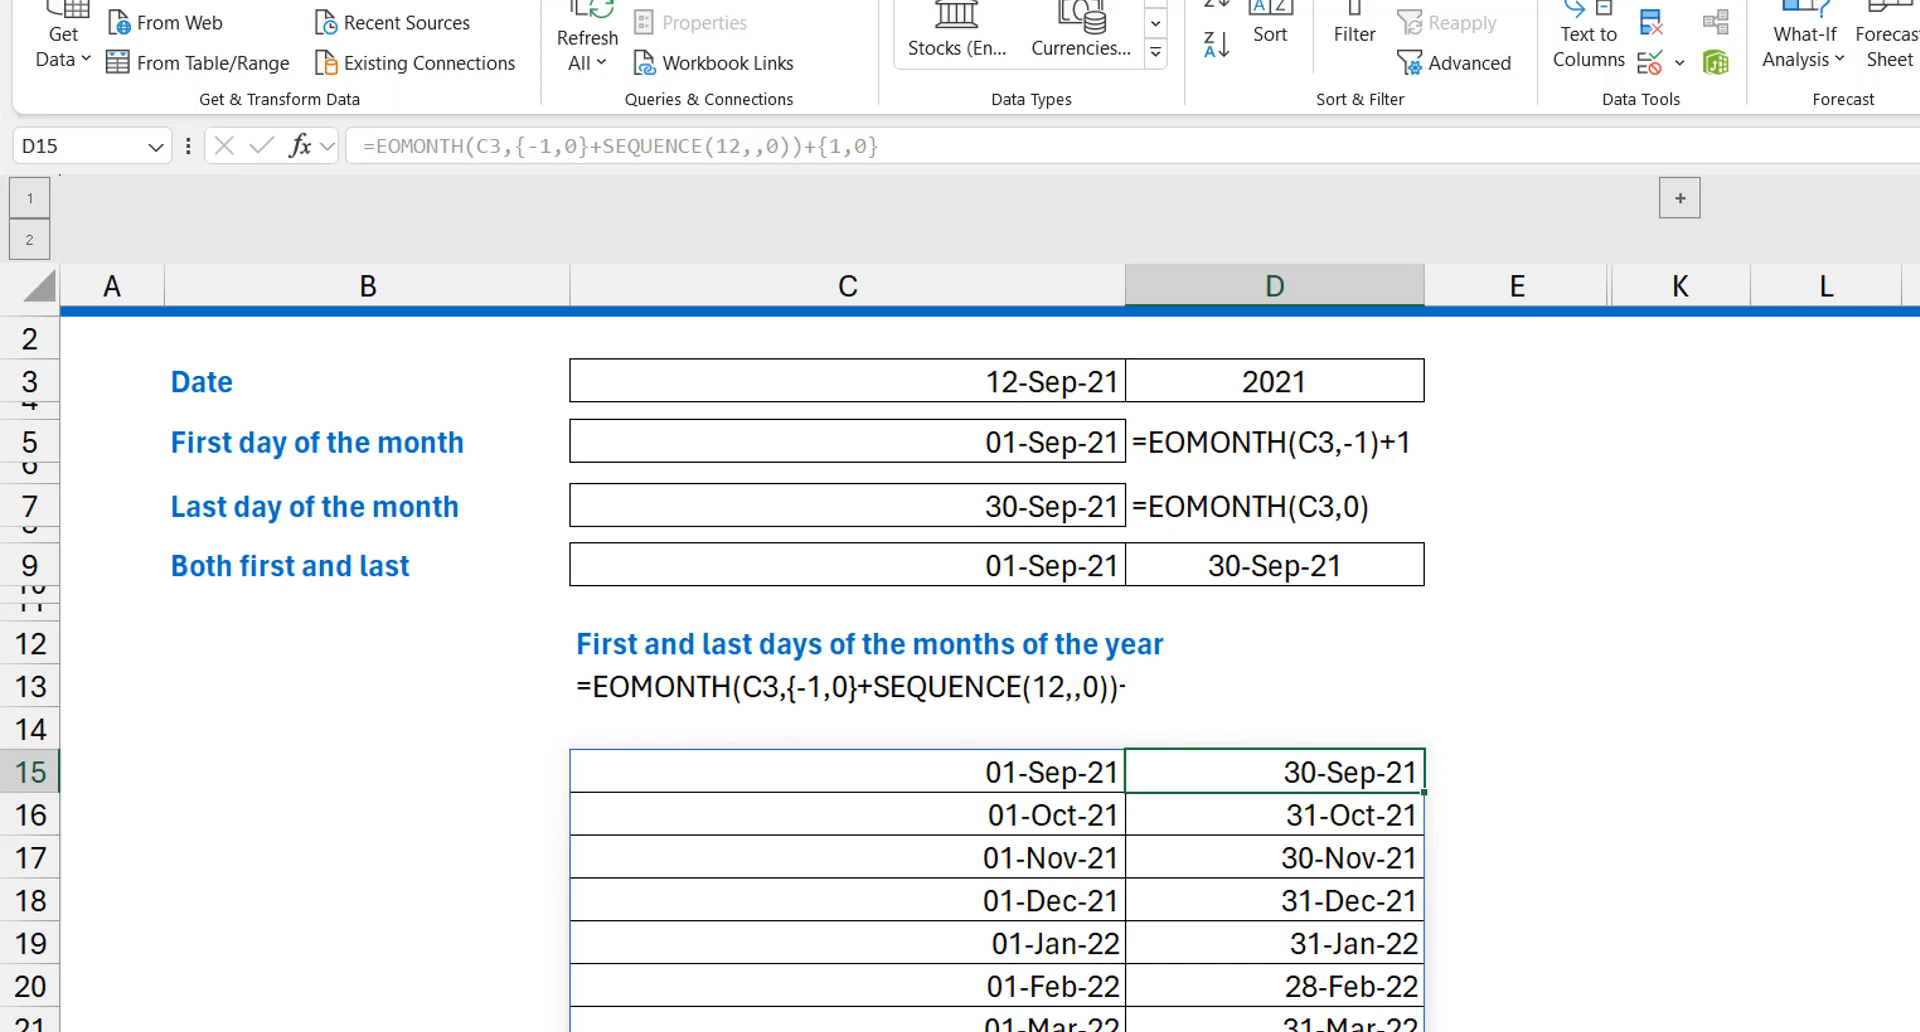 From Web
Recent Sources
Properties
Get
Data
From Table/Range
Existing Connections
Refresh
All
Workbook Links
Stocks (En...
Currencies...
Sort
Filter
Reapply
Advanced
Text to
Columns
What-If
Analysis
Forecast
Sheet
Get & Transform Data
Queries & Connections
Data Types
Sort & Filter
Data Tools
Forecast
D15
fx
=EOMONTH(C3,{-1,0}+SEQUENCE(12,,0))+{1,0}
1
2
+
A B C D E K L
2
3 Date 12-Sep-21 2021
4
5 First day of the month 01-Sep-21 =EOMONTH(C3,-1)+1
6
7 Last day of the month 30-Sep-21 =EOMONTH(C3,0)
9 Both first and last 01-Sep-21 30-Sep-21
10
11
12 First and last days of the months of the year
13 =EOMONTH(C3,{-1,0}+SEQUENCE(12,,0))
14
15 01-Sep-21 30-Sep-21
16 01-Oct-21 31-Oct-21
17 01-Nov-21 30-Nov-21
18 01-Dec-21 31-Dec-21
19 01-Jan-22 31-Jan-22
20 01-Feb-22 28-Feb-22
21 01-Mar-22 31-Mar-22